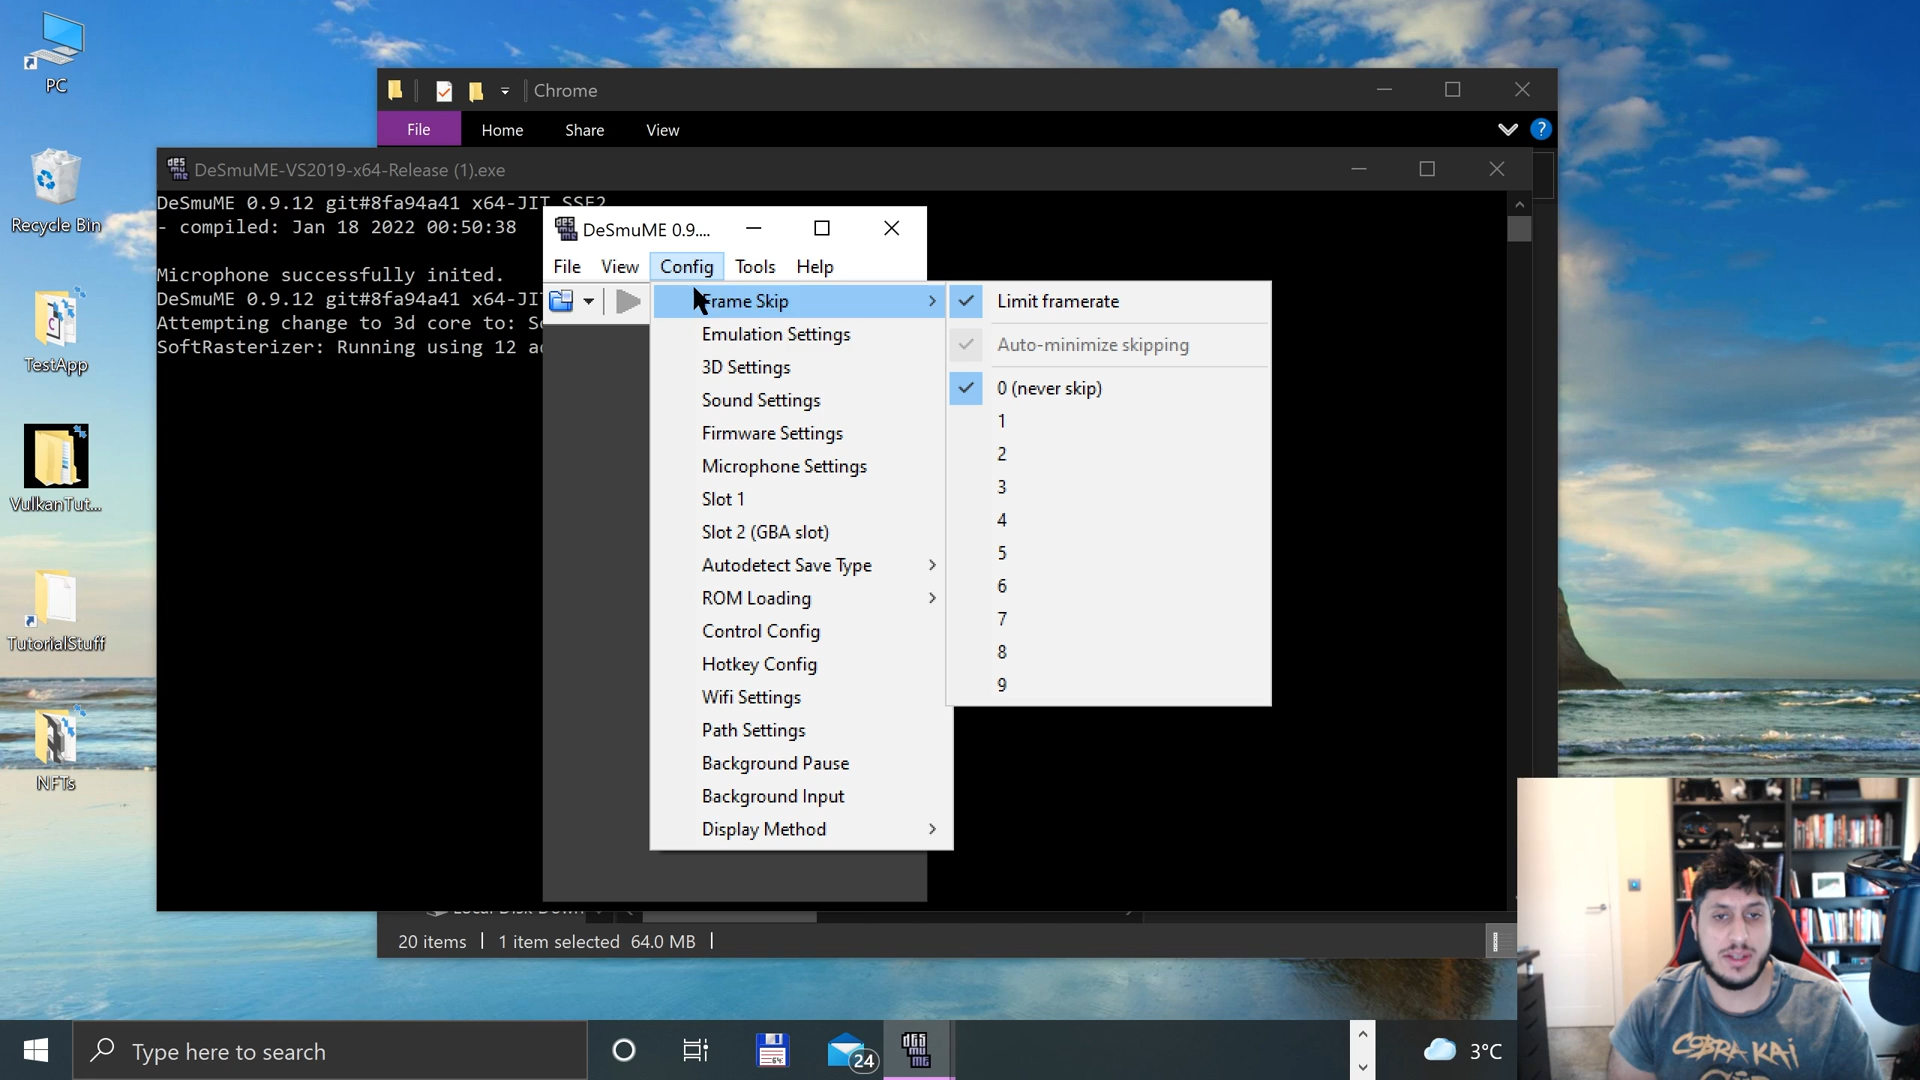 PC
Recycle Bin
TestApp
VulkanTut...
TutorialStuff
NFTs
Chrome
File
Home
Share
View
DeSmuME-VS2019-x64-Release (1).exe
DeSmuME 0.9.12 git#8fa94a41 x64-JIT SSE2
- compiled: Jan 18 2022 00:50:38
Microphone successfully inited.
DeSmuME 0.9.12 git#8fa94a41 x64-JIT
Attempting change to 3d core to: S
SoftRasterizer: Running using 12 a
DeSmuME 0.9....
File
View
Config
Tools
Help
Frame Skip
Emulation Settings
3D Settings
Sound Settings
Firmware Settings
Microphone Settings
Slot 1
Slot 2 (GBA slot)
Autodetect Save Type
ROM Loading
Control Config
Hotkey Config
Wifi Settings
Path Settings
Background Pause
Background Input
Display Method
Limit framerate
Auto-minimize skipping
0 (never skip)
1
2
3
4
5
6
7
8
9
20 items
1 item selected 64.0 MB
Type here to search
64
24
3°C
COBRA KAI